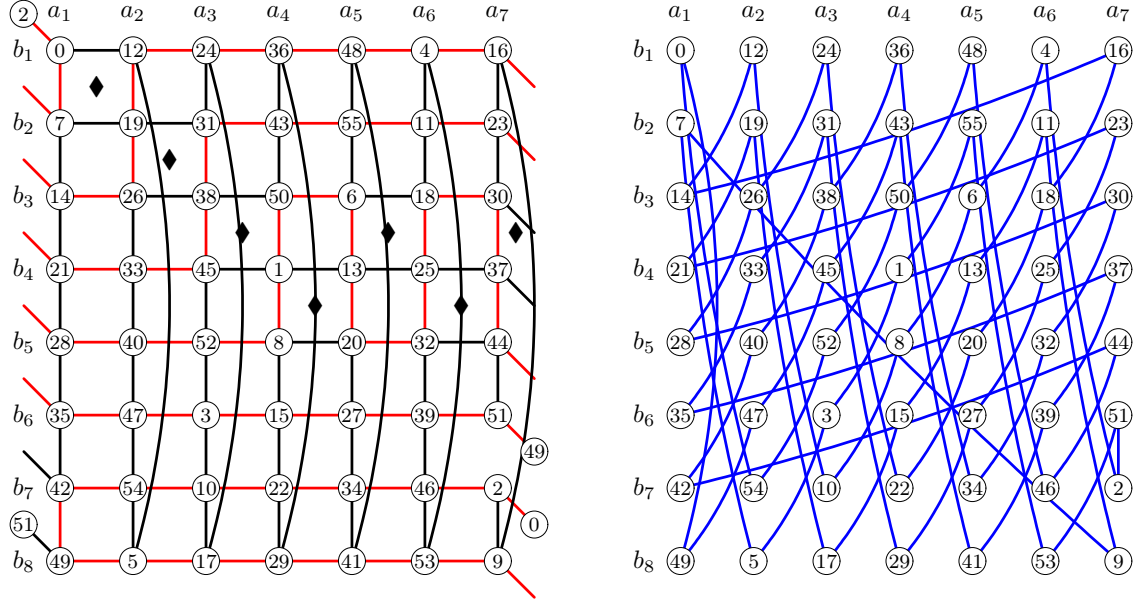 2 a₁ a₂ a₃ a₄ a₅ a₆ a₇ a₁ a₂ a₃ a₄ a₅ a₆ a₇
b₁ 0 12 24 36 48 4 16 b₁ 0 12 24 36 48 4 16
b₂ 7 19 31 43 55 11 23 b₂ 7 19 31 43 55 11 23
b₃ 14 26 38 50 6 18 30 b₃ 14 26 38 50 6 18 30
b₄ 21 33 45 1 13 25 37 b₄ 21 33 45 1 13 25 37
b₅ 28 40 52 8 20 32 44 b₅ 28 40 52 8 20 32 44
b₆ 35 47 3 15 27 39 51 b₆ 35 47 3 15 27 39 51
49
b₇ 42 54 10 22 34 46 2 b₇ 42 54 10 22 34 46 2
51 0
b₈ 49 5 17 29 41 53 9 b₈ 49 5 17 29 41 53 9